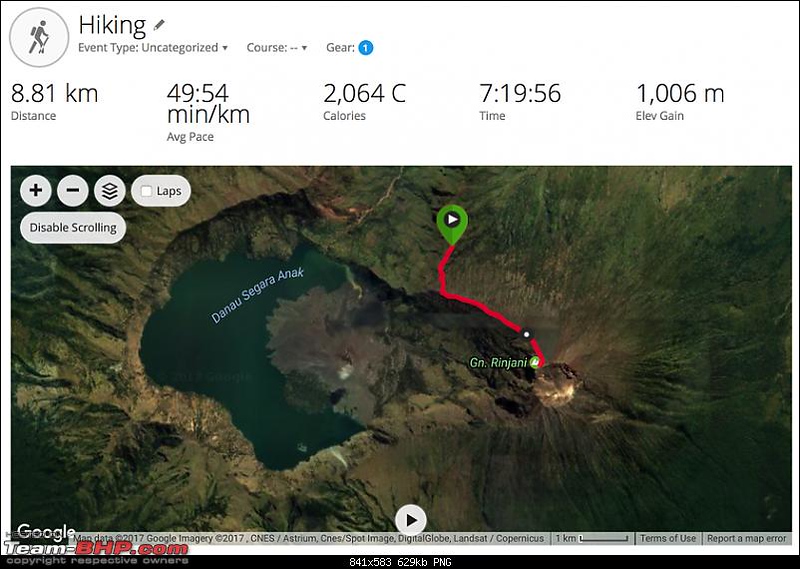 Hiking
Event Type: Uncategorized Course: -- Gear: 1
8.81 km
Distance
49:54
min/km
Avg Pace
2,064 C
Calories
7:19:56
Time
1,006 m
Elev Gain
+ − Laps
Disable Scrolling
Danau Segara Anak
Gn. Rinjani
Google
Map data ©2017 Google Imagery ©2017 , CNES / Astrium, Cnes/Spot Image, DigitalGlobe, Landsat / Copernicus 1 km Terms of Use Report a map error
Team-BHP.com
copyright respective owners
841x583 629kb PNG